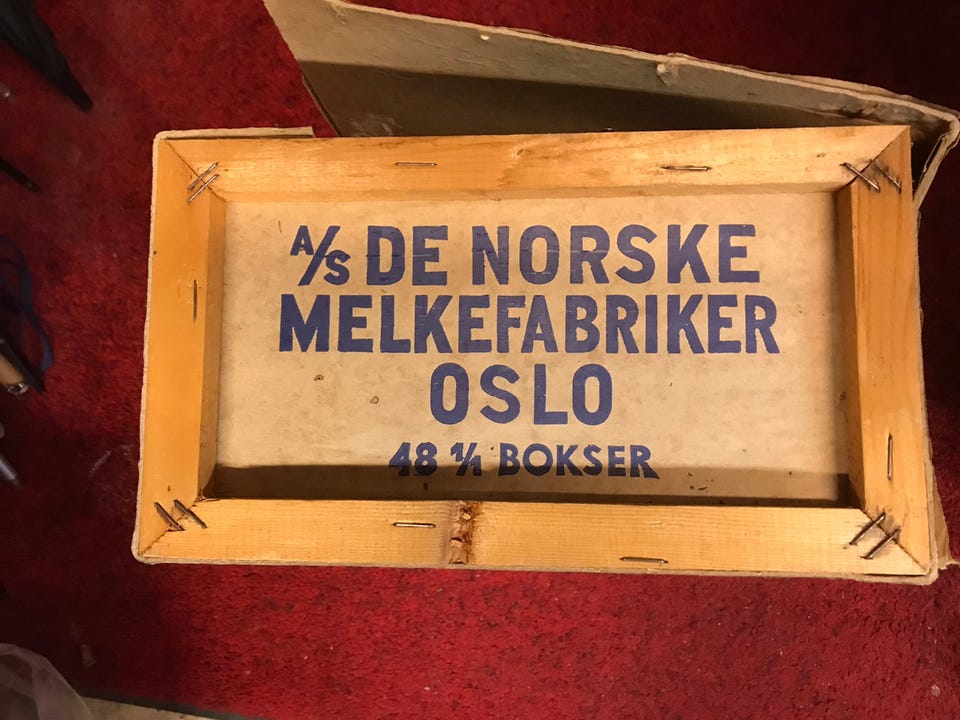 A/S DE NORSKE
MELKEFABRIKER
OSLO
48 1/1 BOKSER